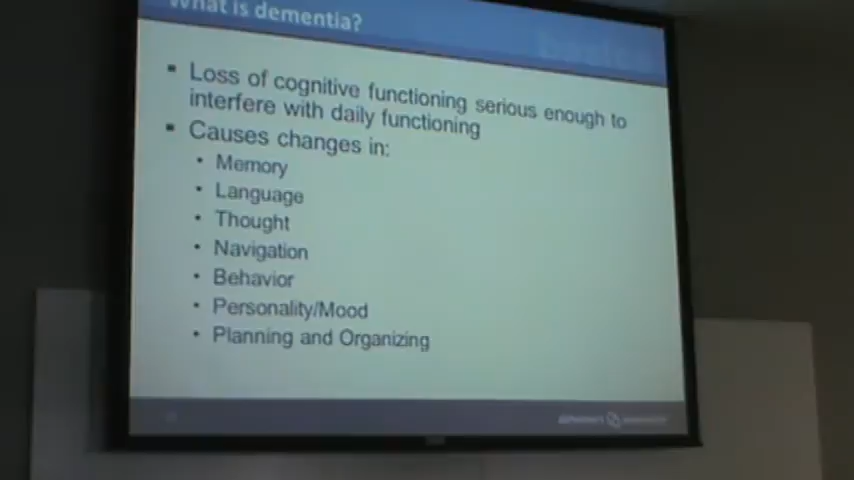 What is dementia?
▪ Loss of cognitive functioning serious enough to
interfere with daily functioning
▪ Causes changes in:
• Memory
• Language
• Thought
• Navigation
• Behavior
• Personality/Mood
• Planning and Organizing